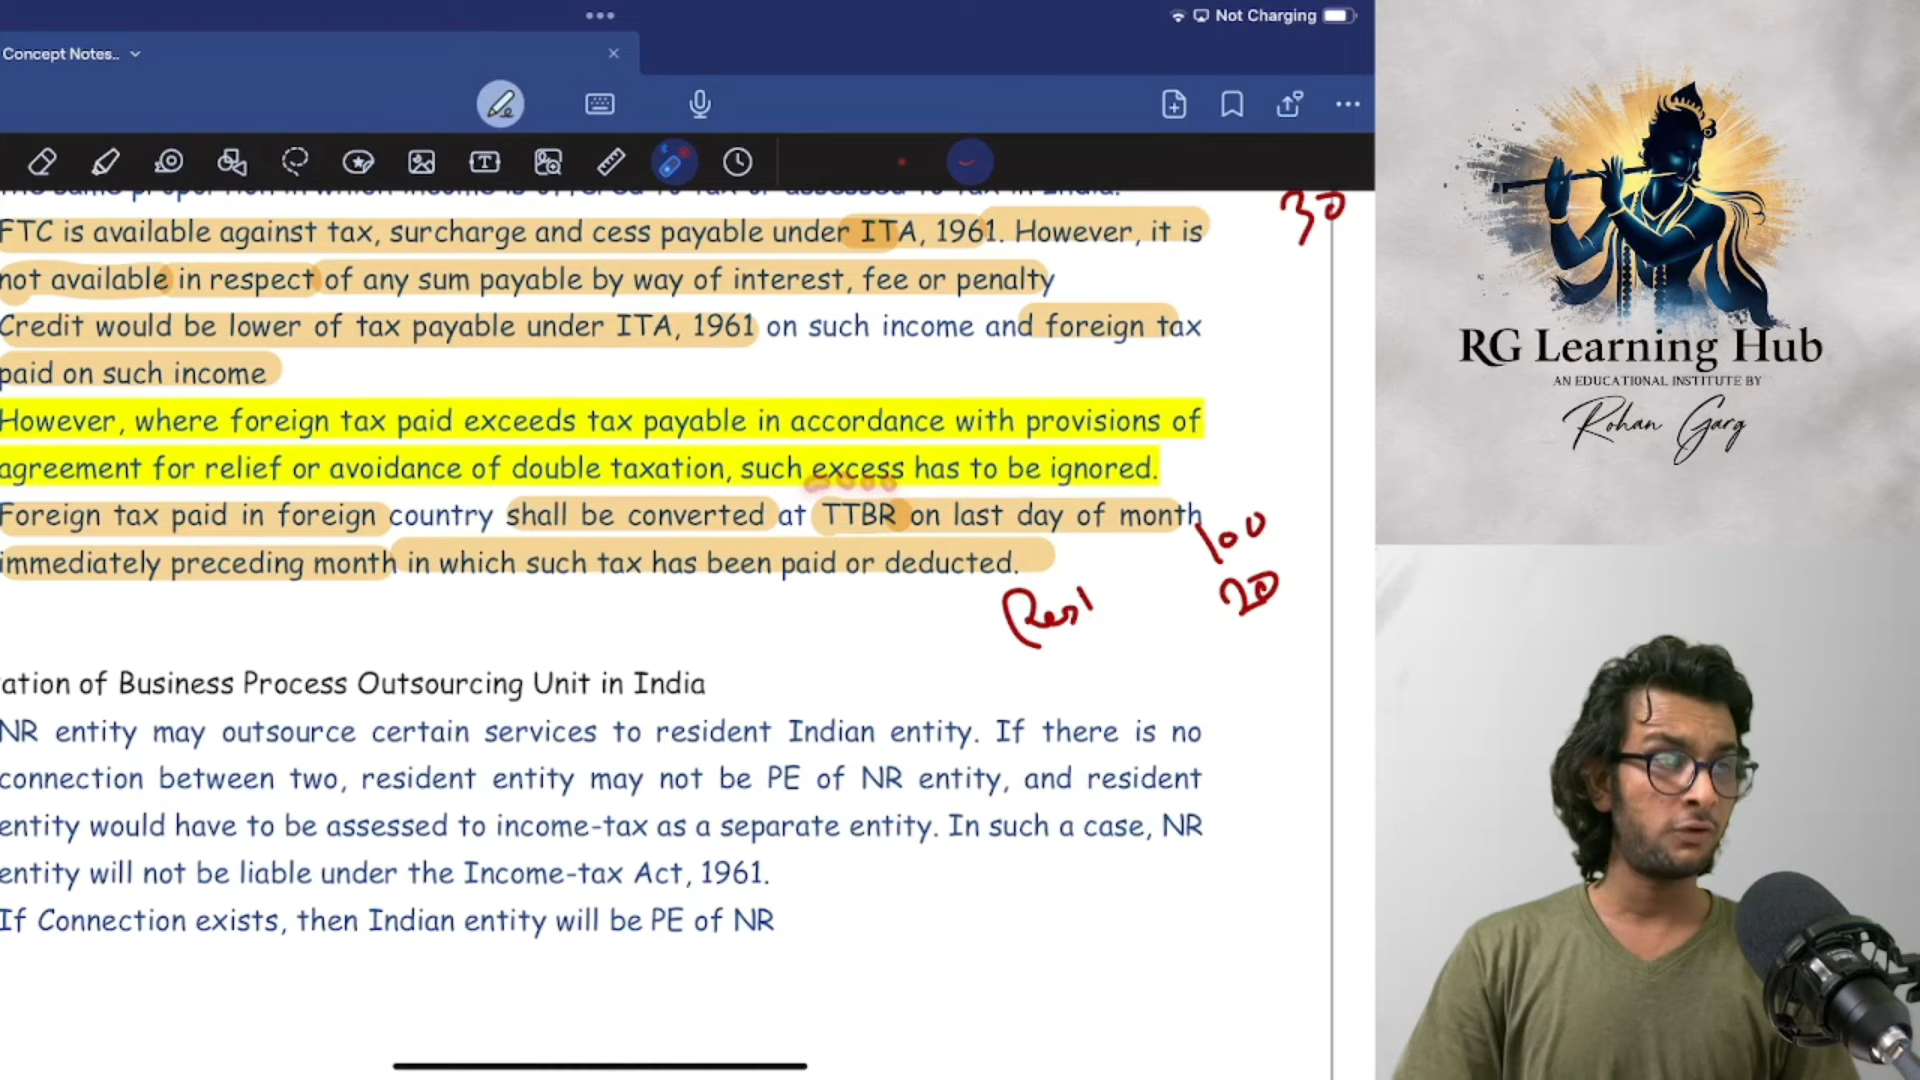 Not Charging
Concept Notes..
FTC is available against tax, surcharge and cess payable under ITA, 1961. However, it is
not available in respect of any sum payable by way of interest, fee or penalty
Credit would be lower of tax payable under ITA, 1961 on such income and foreign tax
paid on such income
However, where foreign tax paid exceeds tax payable in accordance with provisions of
agreement for relief or avoidance of double taxation, such excess has to be ignored.
Foreign tax paid in foreign country shall be converted at TTBR on last day of month
immediately preceding month in which such tax has been paid or deducted.
30
100
20
ation of Business Process Outsourcing Unit in India
NR entity may outsource certain services to resident Indian entity. If there is no
connection between two, resident entity may not be PE of NR entity, and resident
entity would have to be assessed to income-tax as a separate entity. In such a case, NR
entity will not be liable under the Income-tax Act, 1961.
If Connection exists, then Indian entity will be PE of NR
RG Learning Hub
AN EDUCATIONAL INSTITUTE BY
Rohan Garg